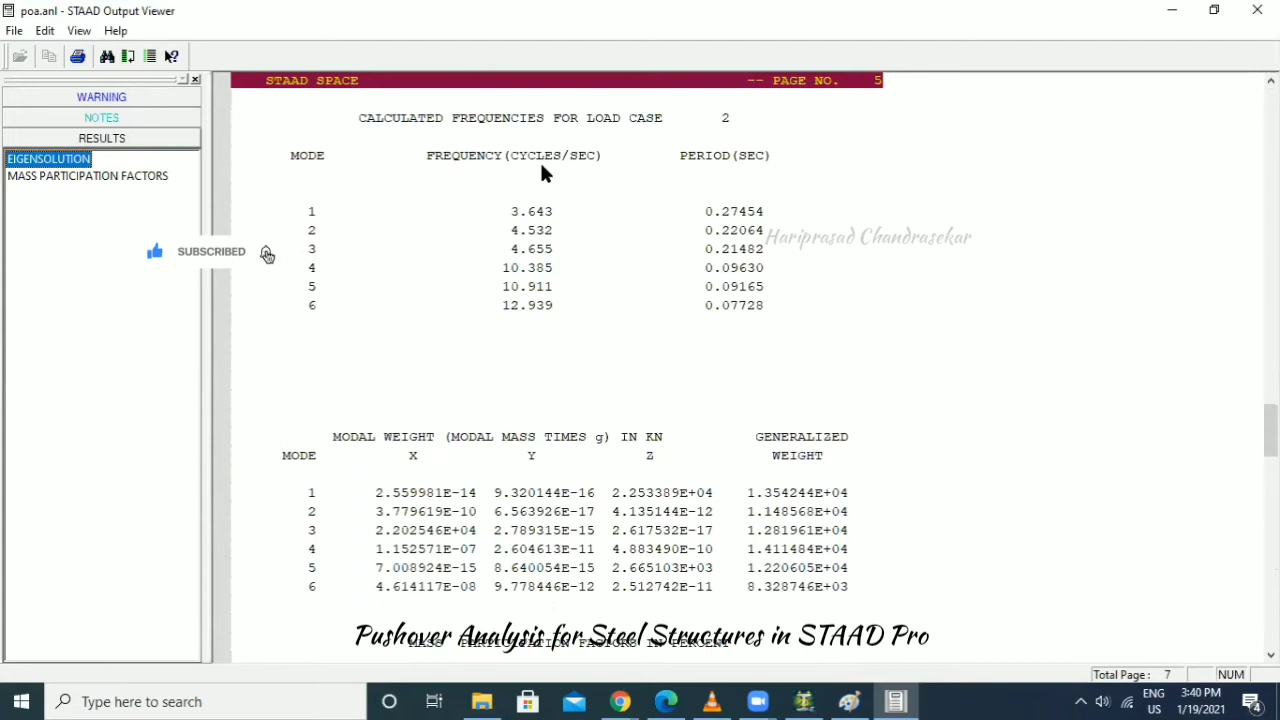 poa.anl - STAAD Output Viewer
File Edit View Help
WARNING
NOTES
RESULTS
EIGENSOLUTION
MASS PARTICIPATION FACTORS
SUBSCRIBED
STAAD SPACE -- PAGE NO. 5
CALCULATED FREQUENCIES FOR LOAD CASE 2
MODE FREQUENCY(CYCLES/SEC) PERIOD(SEC)
1 3.643 0.27454
2 4.532 0.22064
Hariprasad Chandrasekar
3 4.655 0.21482
4 10.385 0.09630
5 10.911 0.09165
6 12.939 0.07728
MODAL WEIGHT (MODAL MASS TIMES g) IN KN GENERALIZED
MODE X Y Z WEIGHT
1 2.559981E-14 9.320144E-16 2.253389E+04 1.354244E+04
2 3.779619E-10 6.563926E-17 4.135144E-12 1.148568E+04
3 2.202546E+04 2.789315E-15 2.617532E-17 1.281961E+04
4 1.152571E-07 2.604613E-11 4.883490E-10 1.411484E+04
5 7.008924E-15 8.640054E-15 2.665103E+03 1.220605E+04
6 4.614117E-08 9.778446E-12 2.512742E-11 8.328746E+03
Pushover Analysis for Steel Structures in STAAD Pro
MASS PARTICIPATION FACTORS IN PERCENT
Total Page : 7 NUM
Type here to search
ENG
US
3:40 PM
1/19/2021
4